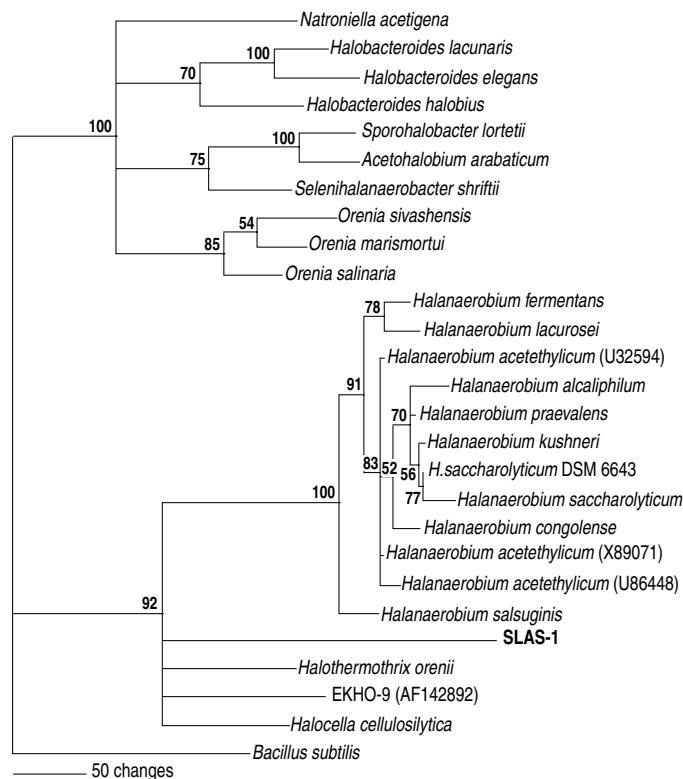 Natroniella acetigena
100
Halobacteroides lacunaris
70
Halobacteroides elegans
Halobacteroides halobius
100
100
Sporohalobacter lortetii
75
Acetohalobium arabaticum
Selenihalanaerobacter shriftii
54
Orenia sivashensis
85
Orenia marismortui
Orenia salinaria
78
Halanaerobium fermentans
Halanaerobium lacurosei
Halanaerobium acetethylicum (U32594)
91
Halanaerobium alcaliphilum
70
Halanaerobium praevalens
Halanaerobium kushneri
83
52
56
H.saccharolyticum DSM 6643
100
77
Halanaerobium saccharolyticum
Halanaerobium congolense
Halanaerobium acetethylicum (X89071)
Halanaerobium acetethylicum (U86448)
92
Halanaerobium salsuginis
SLAS-1
Halothermothrix orenii
EKHO-9 (AF142892)
Halocella cellulosilytica
Bacillus subtilis
50 changes